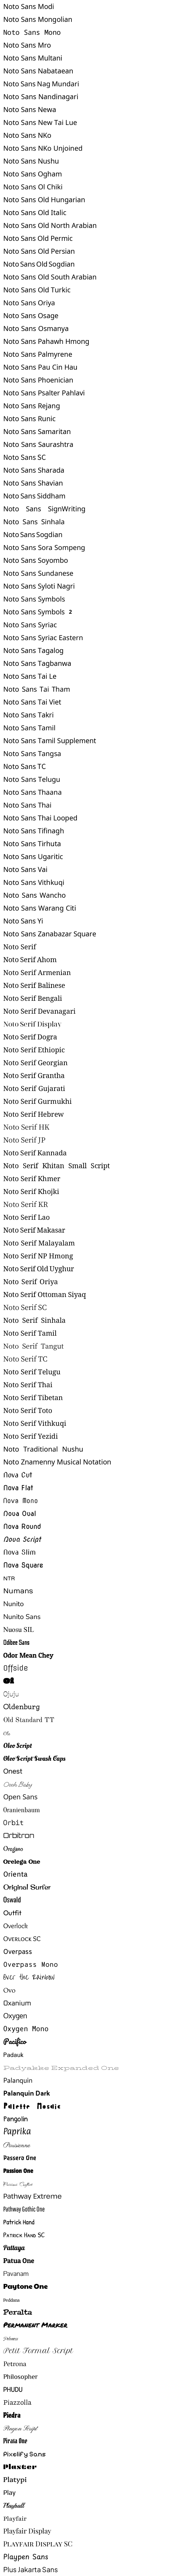 Noto Sans Modi
Noto Sans Mongolian
Noto Sans Mono
Noto Sans Mro
Noto Sans Multani
Noto Sans Nabataean
Noto Sans Nag Mundari
Noto Sans Nandinagari
Noto Sans Newa
Noto Sans New Tai Lue
Noto Sans NKo
Noto Sans NKo Unjoined
Noto Sans Nushu
Noto Sans Ogham
Noto Sans Ol Chiki
Noto Sans Old Hungarian
Noto Sans Old Italic
Noto Sans Old North Arabian
Noto Sans Old Permic
Noto Sans Old Persian
Noto Sans Old Sogdian
Noto Sans Old South Arabian
Noto Sans Old Turkic
Noto Sans Oriya
Noto Sans Osage
Noto Sans Osmanya
Noto Sans Pahawh Hmong
Noto Sans Palmyrene
Noto Sans Pau Cin Hau
Noto Sans Phoenician
Noto Sans Psalter Pahlavi
Noto Sans Rejang
Noto Sans Runic
Noto Sans Samaritan
Noto Sans Saurashtra
Noto Sans SC
Noto Sans Sharada
Noto Sans Shavian
Noto Sans Siddham
Noto Sans SignWriting
Noto Sans Sinhala
Noto Sans Sogdian
Noto Sans Sora Sompeng
Noto Sans Soyombo
Noto Sans Sundanese
Noto Sans Syloti Nagri
Noto Sans Symbols
Noto Sans Symbols 2
Noto Sans Syriac
Noto Sans Syriac Eastern
Noto Sans Tagalog
Noto Sans Tagbanwa
Noto Sans Tai Le
Noto Sans Tai Tham
Noto Sans Tai Viet
Noto Sans Takri
Noto Sans Tamil
Noto Sans Tamil Supplement
Noto Sans Tangsa
Noto Sans TC
Noto Sans Telugu
Noto Sans Thaana
Noto Sans Thai
Noto Sans Thai Looped
Noto Sans Tifinagh
Noto Sans Tirhuta
Noto Sans Ugaritic
Noto Sans Vai
Noto Sans Vithkuqi
Noto Sans Wancho
Noto Sans Warang Citi
Noto Sans Yi
Noto Sans Zanabazar Square
Noto Serif
Noto Serif Ahom
Noto Serif Armenian
Noto Serif Balinese
Noto Serif Bengali
Noto Serif Devanagari
Noto Serif Display
Noto Serif Dogra
Noto Serif Ethiopic
Noto Serif Georgian
Noto Serif Grantha
Noto Serif Gujarati
Noto Serif Gurmukhi
Noto Serif Hebrew
Noto Serif HK
Noto Serif JP
Noto Serif Kannada
Noto Serif Khitan Small Script
Noto Serif Khmer
Noto Serif Khojki
Noto Serif KR
Noto Serif Lao
Noto Serif Makasar
Noto Serif Malayalam
Noto Serif NP Hmong
Noto Serif Old Uyghur
Noto Serif Oriya
Noto Serif Ottoman Siyaq
Noto Serif SC
Noto Serif Sinhala
Noto Serif Tamil
Noto Serif Tangut
Noto Serif TC
Noto Serif Telugu
Noto Serif Thai
Noto Serif Tibetan
Noto Serif Toto
Noto Serif Vithkuqi
Noto Serif Yezidi
Noto Traditional Nushu
Noto Znamenny Musical Notation
Nova Cut
Nova Flat
Nova Mono
Nova Oval
Nova Round
Nova Script
Nova Slim
Nova Square
NTR
Numans
Nunito
Nunito Sans
Nuosu SIL
Odibee Sans
Odor Mean Chey
Offside
Oi
Ojuju
Oldenburg
Old Standard TT
Ole
Oleo Script
Oleo Script Swash Caps
Onest
Oooh Baby
Open Sans
Oranienbaum
Orbit
Orbitron
Oregano
Orelega One
Orienta
Original Surfer
Oswald
Outfit
Overlock
Overlock SC
Overpass
Overpass Mono
Over the Rainbow
Ovo
Oxanium
Oxygen
Oxygen Mono
Pacifico
Padauk
Padyakke Expanded One
Palanquin
Palanquin Dark
Palette Mosaic
Pangolin
Paprika
Parisienne
Passero One
Passion One
Passions Conflict
Pathway Extreme
Pathway Gothic One
Patrick Hand
Patrick Hand SC
Pattaya
Patua One
Pavanam
Paytone One
Peddana
Peralta
Permanent Marker
Petemoss
Petit Formal Script
Petrona
Philosopher
PHUDU
Piazzolla
Piedra
Pinyon Script
Pirata One
Pixelify Sans
Plaster
Platypi
Play
Playball
Playfair
Playfair Display
Playfair Display SC
Playpen Sans
Plus Jakarta Sans